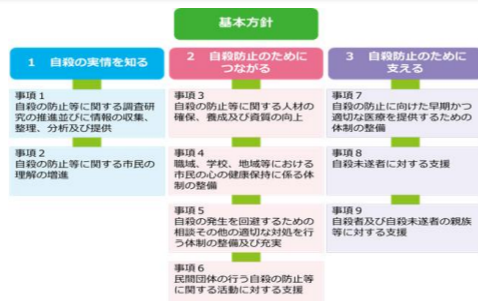 基本方針
1 自殺の実情を知る
事項1
自殺の防止等に関する調査研
究の推進並びに情報の収集、
整理、分析及び提供
事項2
自殺の防止等に関する市民の
理解の増進
2 自殺防止のために
つながる
事項3
自殺の防止等に関する人材の
確保、養成及び資質の向上
事項4
職域、学校、地域等における
市民の心の健康保持に係る体
制の整備
事項5
自殺の発生を回避するための
相談その他の適切な対処を行
う体制の整備及び充実
事項6
民間団体の行う自殺の防止等
に関する活動に対する支援
3 自殺防止のために
支える
事項7
自殺の防止に向けた早期かつ
適切な医療を提供するための
体制の整備
事項8
自殺未遂者に対する支援
事項9
自殺者及び自殺未遂者の親族
等に対する支援